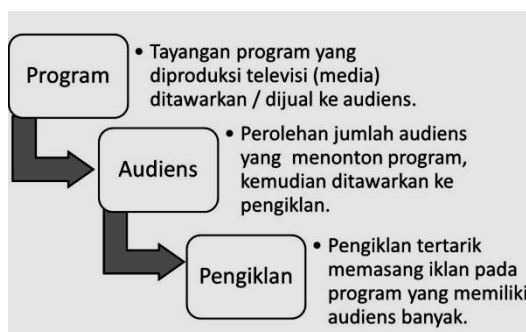 Program
• Tayangan program yang
diproduksi televisi (media)
ditawarkan / dijual ke audiens.
Audiens
• Perolehan jumlah audiens
yang menonton program,
kemudian ditawarkan ke
pengiklan.
Pengiklan
• Pengiklan tertarik
memasang iklan pada
program yang memiliki
audiens banyak.